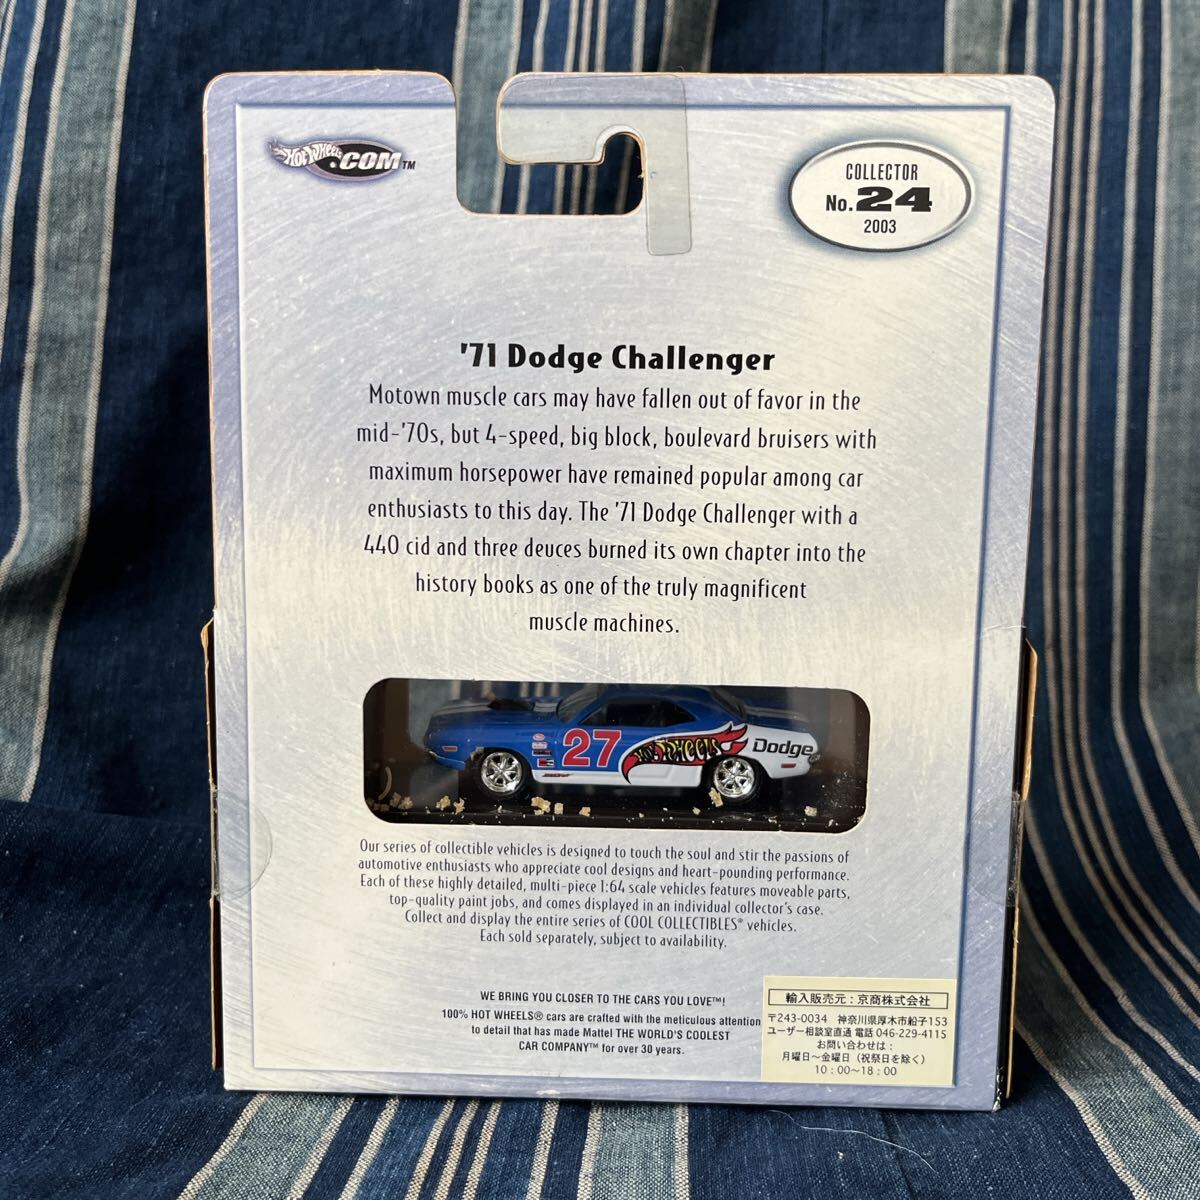 Hot Wheels.COM™
COLLECTOR
No.24
2003
'71 Dodge Challenger
Motown muscle cars may have fallen out of favor in the
mid-'70s, but 4-speed, big block, boulevard bruisers with
maximum horsepower have remained popular among car
enthusiasts to this day. The '71 Dodge Challenger with a
440 cid and three deuces burned its own chapter into the
history books as one of the truly magnificent
muscle machines.
27
HOT WHEELS
Dodge
Our series of collectible vehicles is designed to touch the soul and stir the passions of
automotive enthusiasts who appreciate cool designs and heart-pounding performance.
Each of these highly detailed, multi-piece 1:64 scale vehicles features moveable parts,
top-quality paint jobs, and comes displayed in an individual collector's case.
Collect and display the entire series of COOL COLLECTIBLES® vehicles.
Each sold separately, subject to availability.
WE BRING YOU CLOSER TO THE CARS YOU LOVE™!
100% HOT WHEELS® cars are crafted with the meticulous attention
to detail that has made Mattel THE WORLD'S COOLEST
CAR COMPANY™ for over 30 years.
輸入販売元：京商株式会社
〒243-0034 神奈川県厚木市船子153
ユーザー相談室直通 電話 046-229-4115
お問い合わせは：
月曜日～金曜日（祝祭日を除く）
10：00～18：00